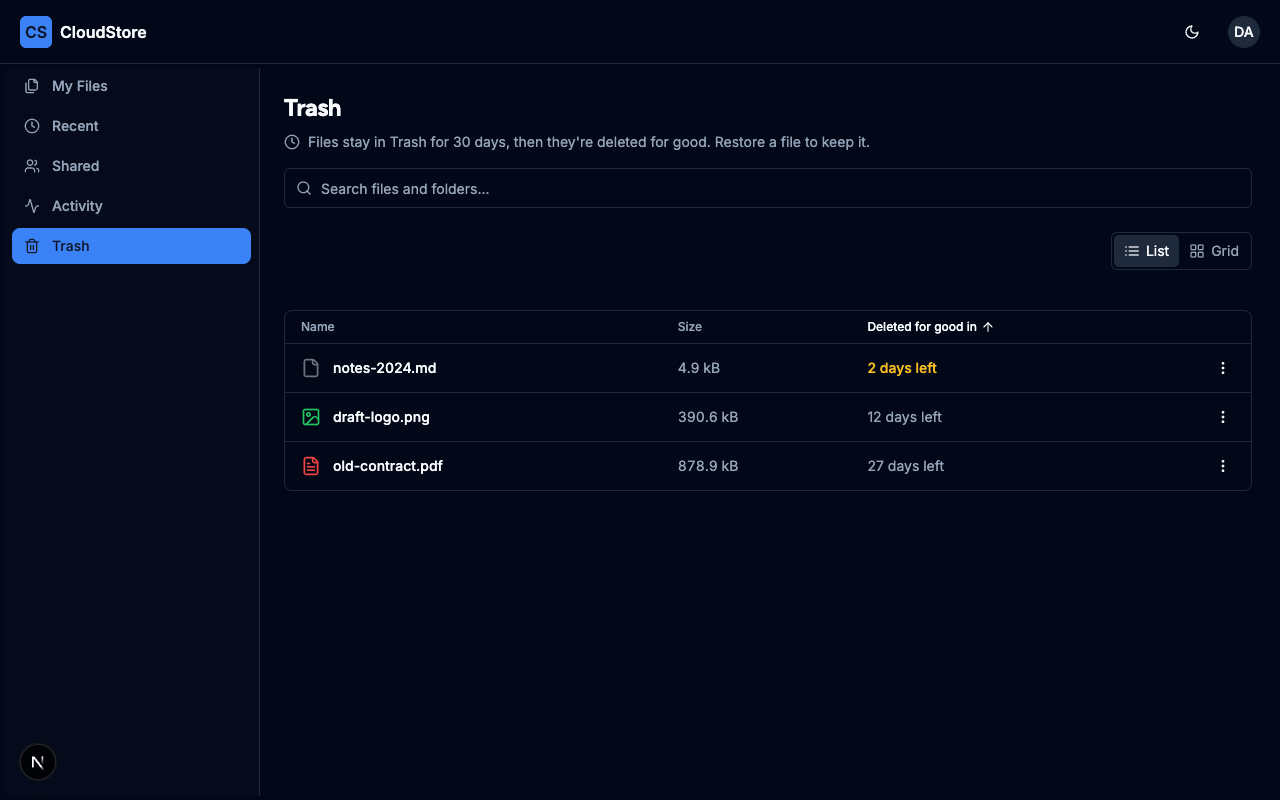 CS CloudStore
DA
My Files
Recent
Shared
Activity
Trash
Trash
Files stay in Trash for 30 days, then they're deleted for good. Restore a file to keep it.
Search files and folders...
List Grid
Name Size Deleted for good in
notes-2024.md 4.9 kB 2 days left
draft-logo.png 390.6 kB 12 days left
old-contract.pdf 878.9 kB 27 days left
N